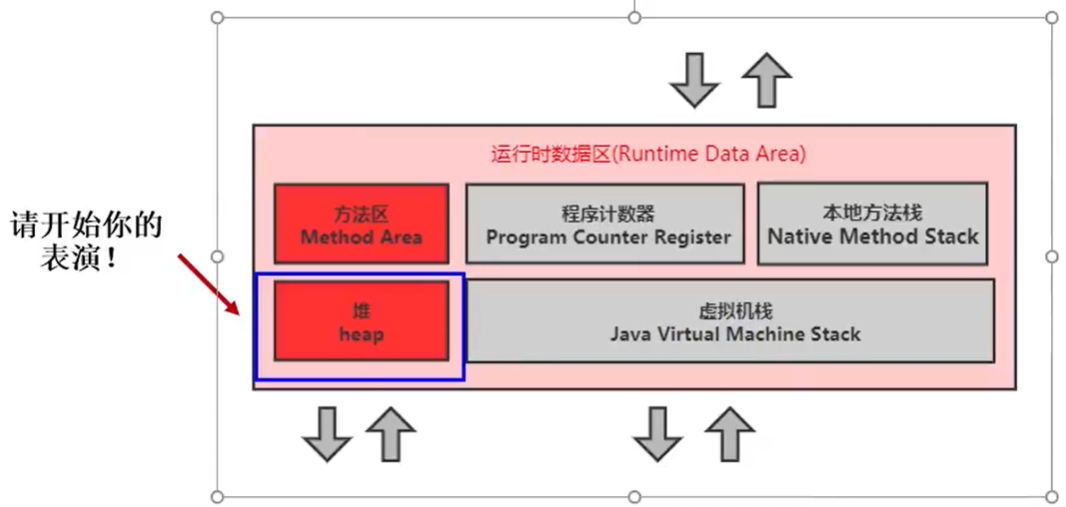 运行时数据区(Runtime Data Area)
方法区
Method Area
程序计数器
Program Counter Register
本地方法栈
Native Method Stack
请开始你的
表演！
堆
heap
虚拟机栈
Java Virtual Machine Stack